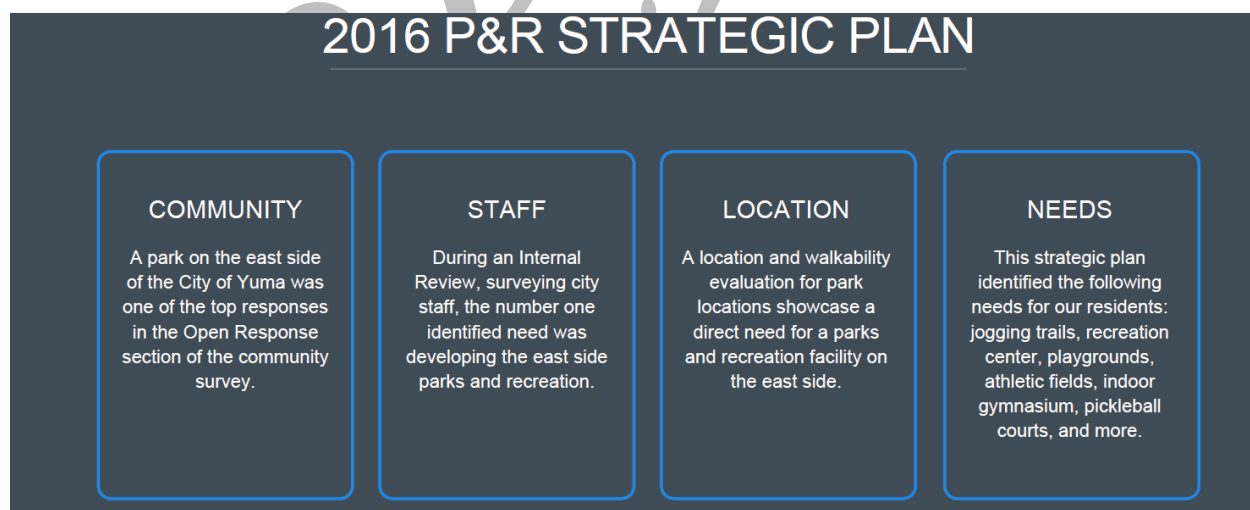 2016 P&R STRATEGIC PLAN
COMMUNITY
A park on the east side
of the City of Yuma was
one of the top responses
in the Open Response
section of the community
survey.
STAFF
During an Internal
Review, surveying city
staff, the number one
identified need was
developing the east side
parks and recreation.
LOCATION
A location and walkability
evaluation for park
locations showcase a
direct need for a parks
and recreation facility on
the east side.
NEEDS
This strategic plan
identified the following
needs for our residents:
jogging trails, recreation
center, playgrounds,
athletic fields, indoor
gymnasium, pickleball
courts, and more.